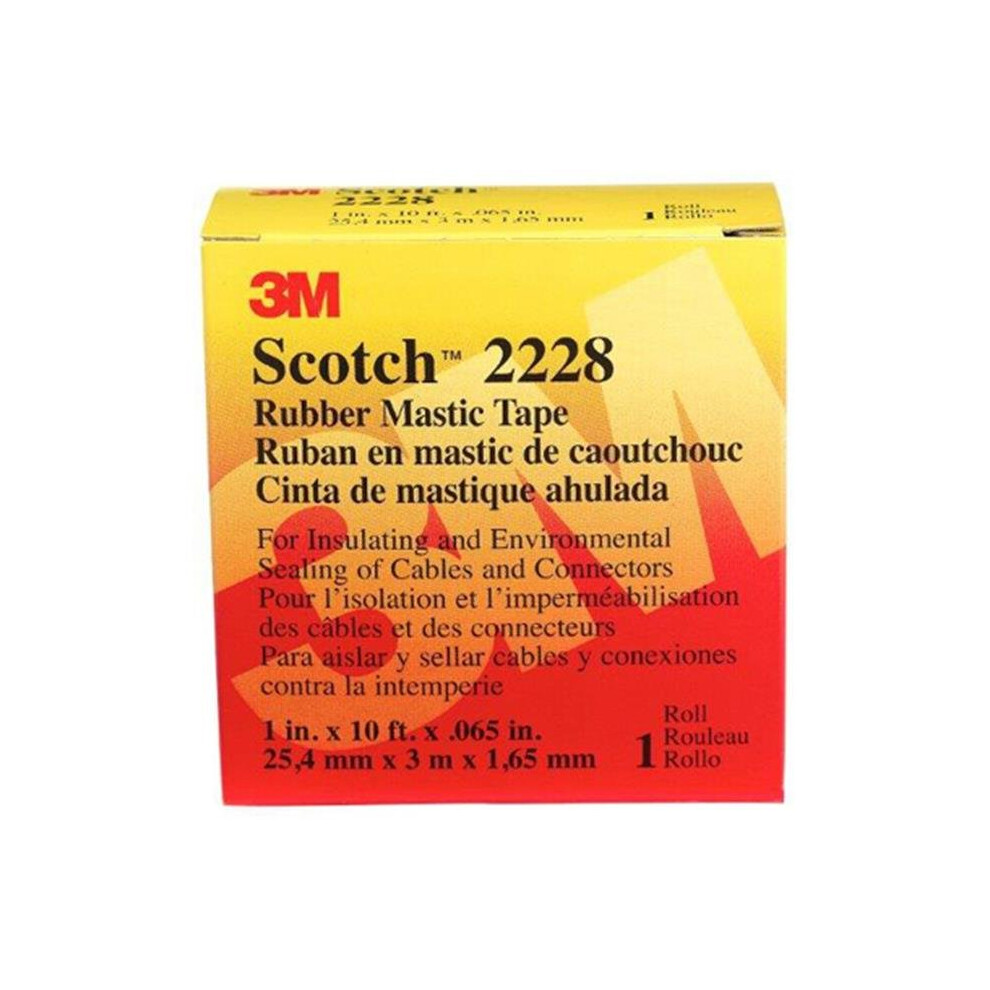 3M Scotch™
2228
1 in. x 10 ft. x .065 in.
25,4 mm x 3 m x 1,65 mm
1 Roll
Rouleau
Rollo
3M
Scotch™ 2228
Rubber Mastic Tape
Ruban en mastic de caoutchouc
Cinta de mastique ahulada
For Insulating and Environmental
Sealing of Cables and Connectors
Pour l'isolation et l'imperméabilisation
des câbles et des connecteurs
Para aislar y sellar cables y conexiones
contra la intemperie
1 in. x 10 ft. x .065 in.
25,4 mm x 3 m x 1,65 mm
1 Roll
Rouleau
Rollo
3M